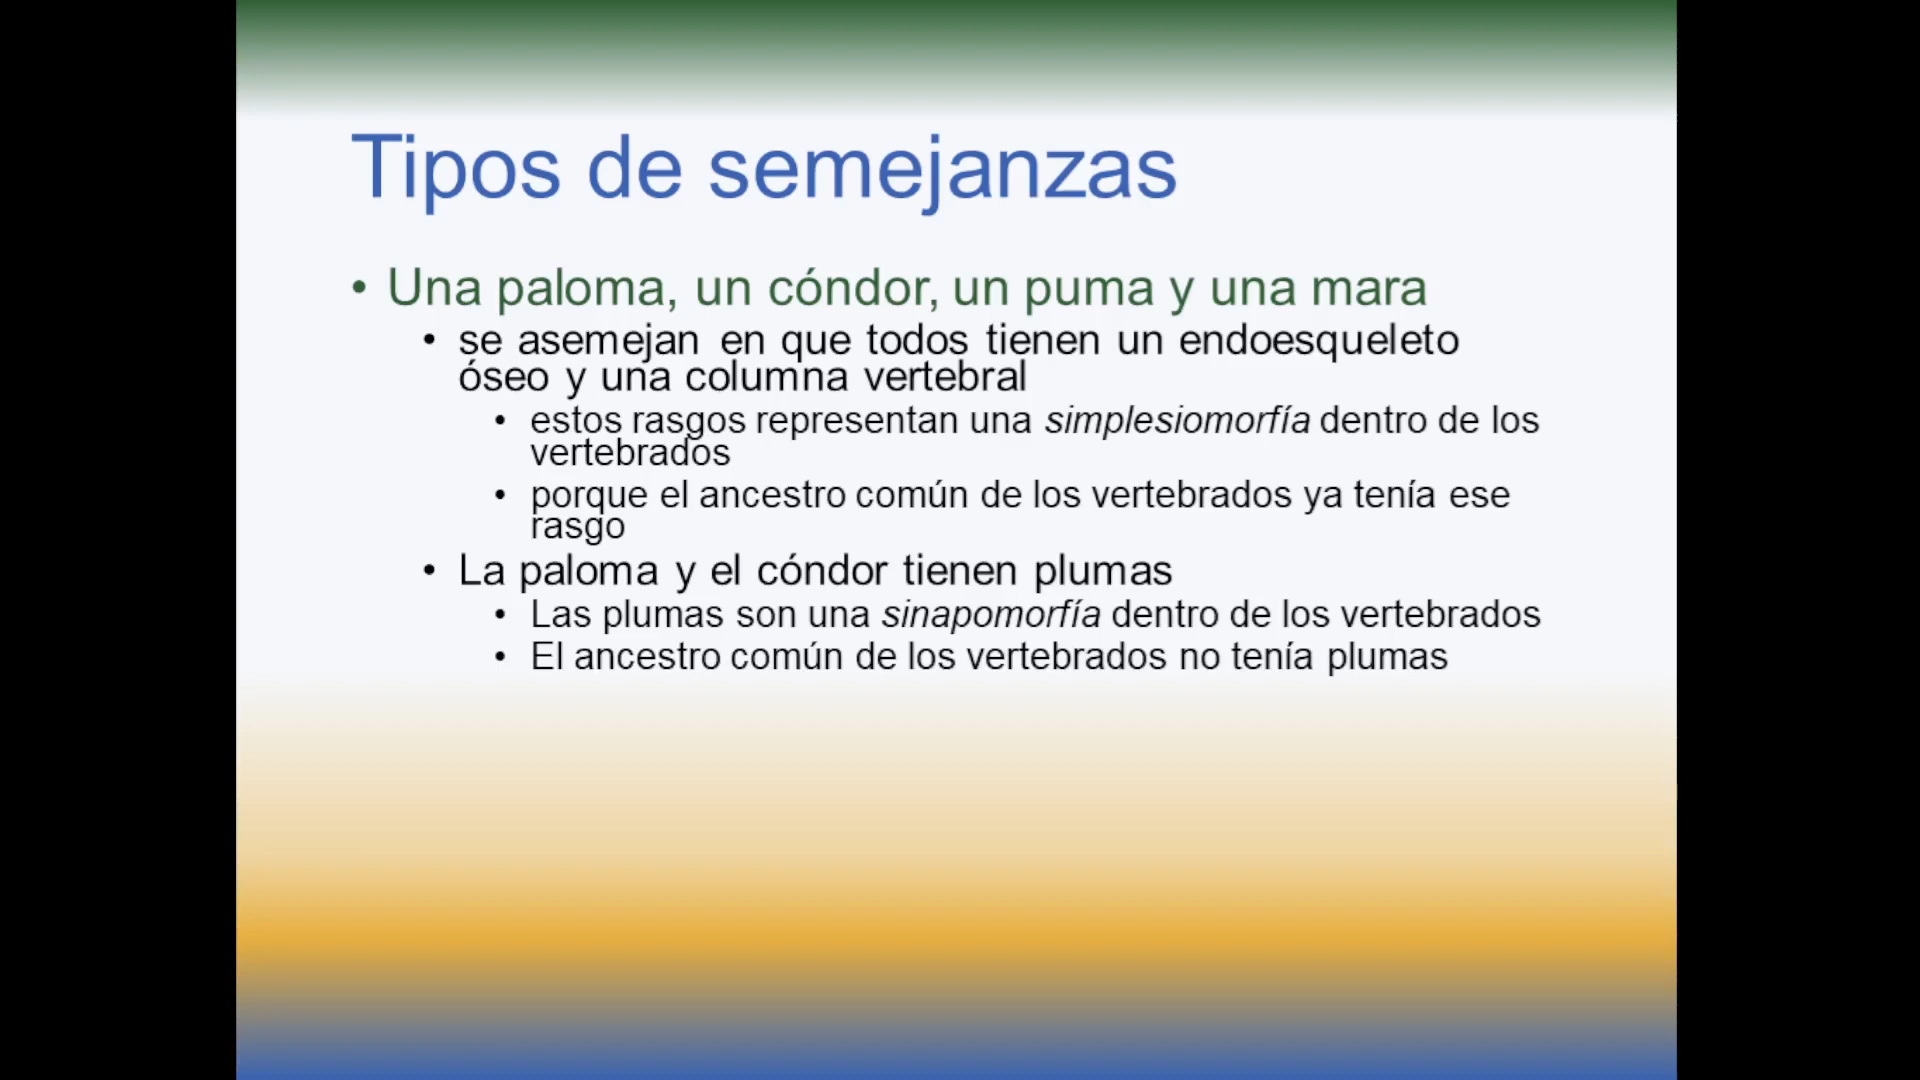 Tipos de semejanzas
• Una paloma, un cóndor, un puma y una mara
• se asemejan en que todos tienen un endoesqueleto
óseo y una columna vertebral
• estos rasgos representan una simplesiomorfía dentro de los
vertebrados
• porque el ancestro común de los vertebrados ya tenía ese
rasgo
• La paloma y el cóndor tienen plumas
• Las plumas son una sinapomorfía dentro de los vertebrados
• El ancestro común de los vertebrados no tenía plumas